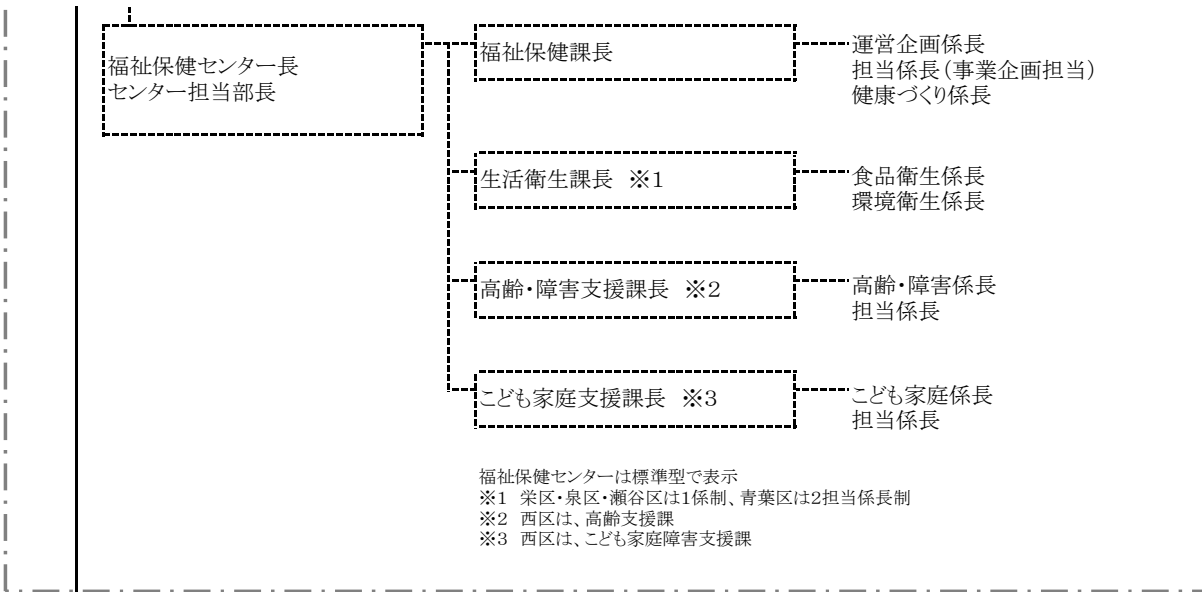 福祉保健センター長
センター担当部長
福祉保健課長
運営企画係長
担当係長(事業企画担当)
健康づくり係長
生活衛生課長 ※1
食品衛生係長
環境衛生係長
高齢・障害支援課長 ※2
高齢・障害係長
担当係長
こども家庭支援課長 ※3
こども家庭係長
担当係長
福祉保健センターは標準型で表示
※1 栄区・泉区・瀬谷区は1係制、青葉区は2担当係長制
※2 西区は、高齢支援課
※3 西区は、こども家庭障害支援課